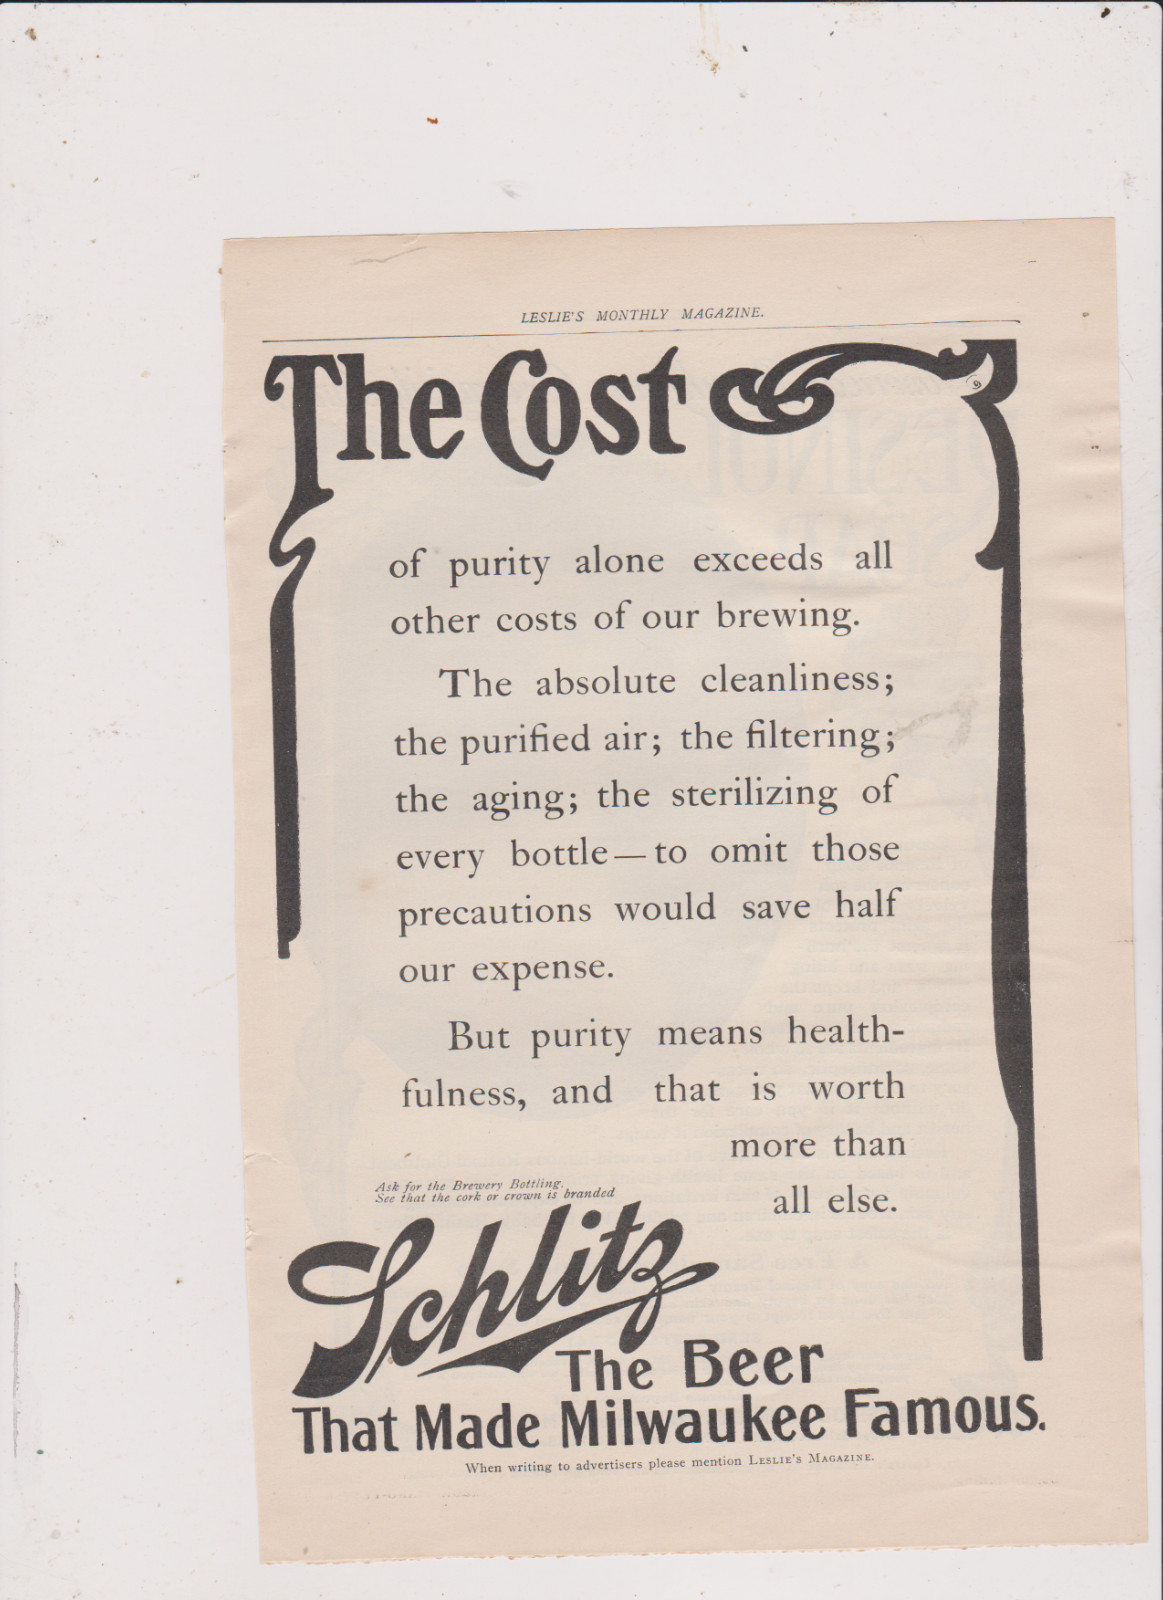 LESLIE'S MONTHLY MAGAZINE.
The Cost
of purity alone exceeds all
other costs of our brewing.
The absolute cleanliness;
the purified air; the filtering;
the aging; the sterilizing of
every bottle—to omit those
precautions would save half
our expense.
But purity means health-
fulness, and that is worth
more than
all else.
Ask for the Brewery Bottling.
See that the cork or crown is branded
Schlitz
The Beer
That Made Milwaukee Famous.
When writing to advertisers please mention LESLIE'S MAGAZINE.